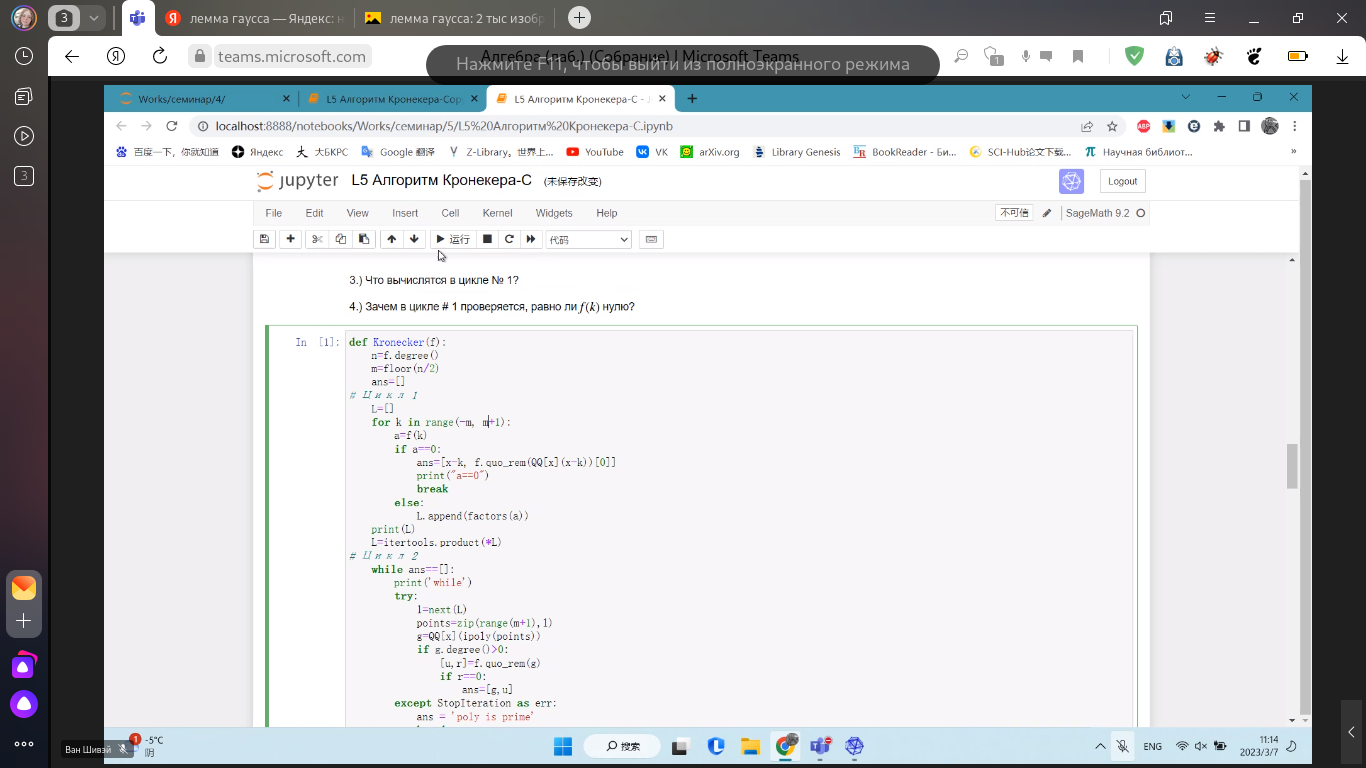 3
лемма гаусса — Яндекс: н
лемма гаусса: 2 тыс изобр
teams.microsoft.com
Алгебра (лаб.) (Собрание) | Microsoft Teams
Нажмите F11, чтобы выйти из полноэкранного режима
1
Works/семинар/4/
L5 Алгоритм Кронекера-Cop
L5 Алгоритм Кронекера-С - J
localhost:8888/notebooks/Works/семинар/5/L5%20Алгоритм%20Кронекера-С.ipynb
ABP
百度一下，你就知道
Яндекс
大БКРС
Google 翻译
Z-Library。世界上...
YouTube
VK
arXiv.org
Library Genesis
BookReader - Би...
SCI-Hub论文下载...
Научная библиот...
»
3
jupyter
L5 Алгоритм Кронекера-С
(未保存改变)
Logout
File Edit View Insert Cell Kernel Widgets Help
不可信
SageMath 9.2
运行
代码
3.) Что вычислятся в цикле № 1?
4.) Зачем в цикле # 1 проверяется, равно ли f(k) нулю?
In [1]:
def Kronecker(f):
    n=f.degree()
    m=floor(n/2)
    ans=[]
# Цикл 1
    L=[]
    for k in range(-m, m+1):
        a=f(k)
        if a==0:
            ans=[x-k, f.quo_rem(QQ[x](x-k))[0]]
            print("a==0")
            break
        else:
            L.append(factors(a))
    print(L)
    L=itertools.product(*L)
# Цикл 2
    while ans==[]:
        print('while')
        try:
            l=next(L)
            points=zip(range(m+1),l)
            g=QQ[x](ipoly(points))
            if g.degree()>0:
                [u,r]=f.quo_rem(g)
                if r==0:
                    ans=[g,u]
        except StopIteration as err:
            ans = 'poly is prime'
Ван Шивэй
1
-5°C
阴
搜索
ENG
11:14
2023/3/7